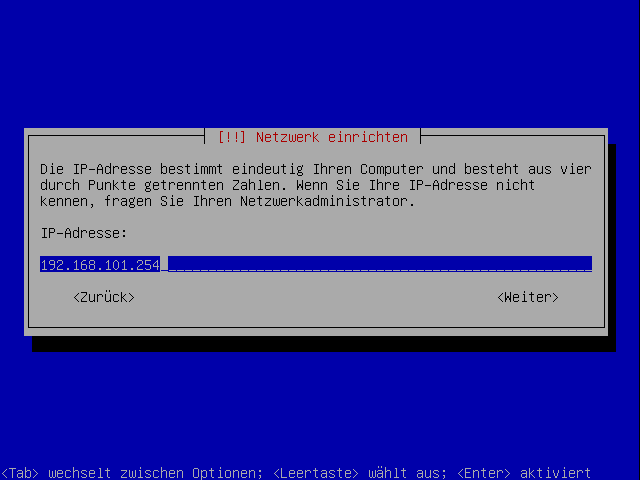 [!!] Netzwerk einrichten
Die IP-Adresse bestimmt eindeutig Ihren Computer und besteht aus vier
durch Punkte getrennten Zahlen. Wenn Sie Ihre IP-Adresse nicht
kennen, fragen Sie Ihren Netzwerkadministrator.
IP-Adresse:
192.168.101.254
<Zurück> <Weiter>
<Tab> wechselt zwischen Optionen; <Leertaste> wählt aus; <Enter> aktiviert